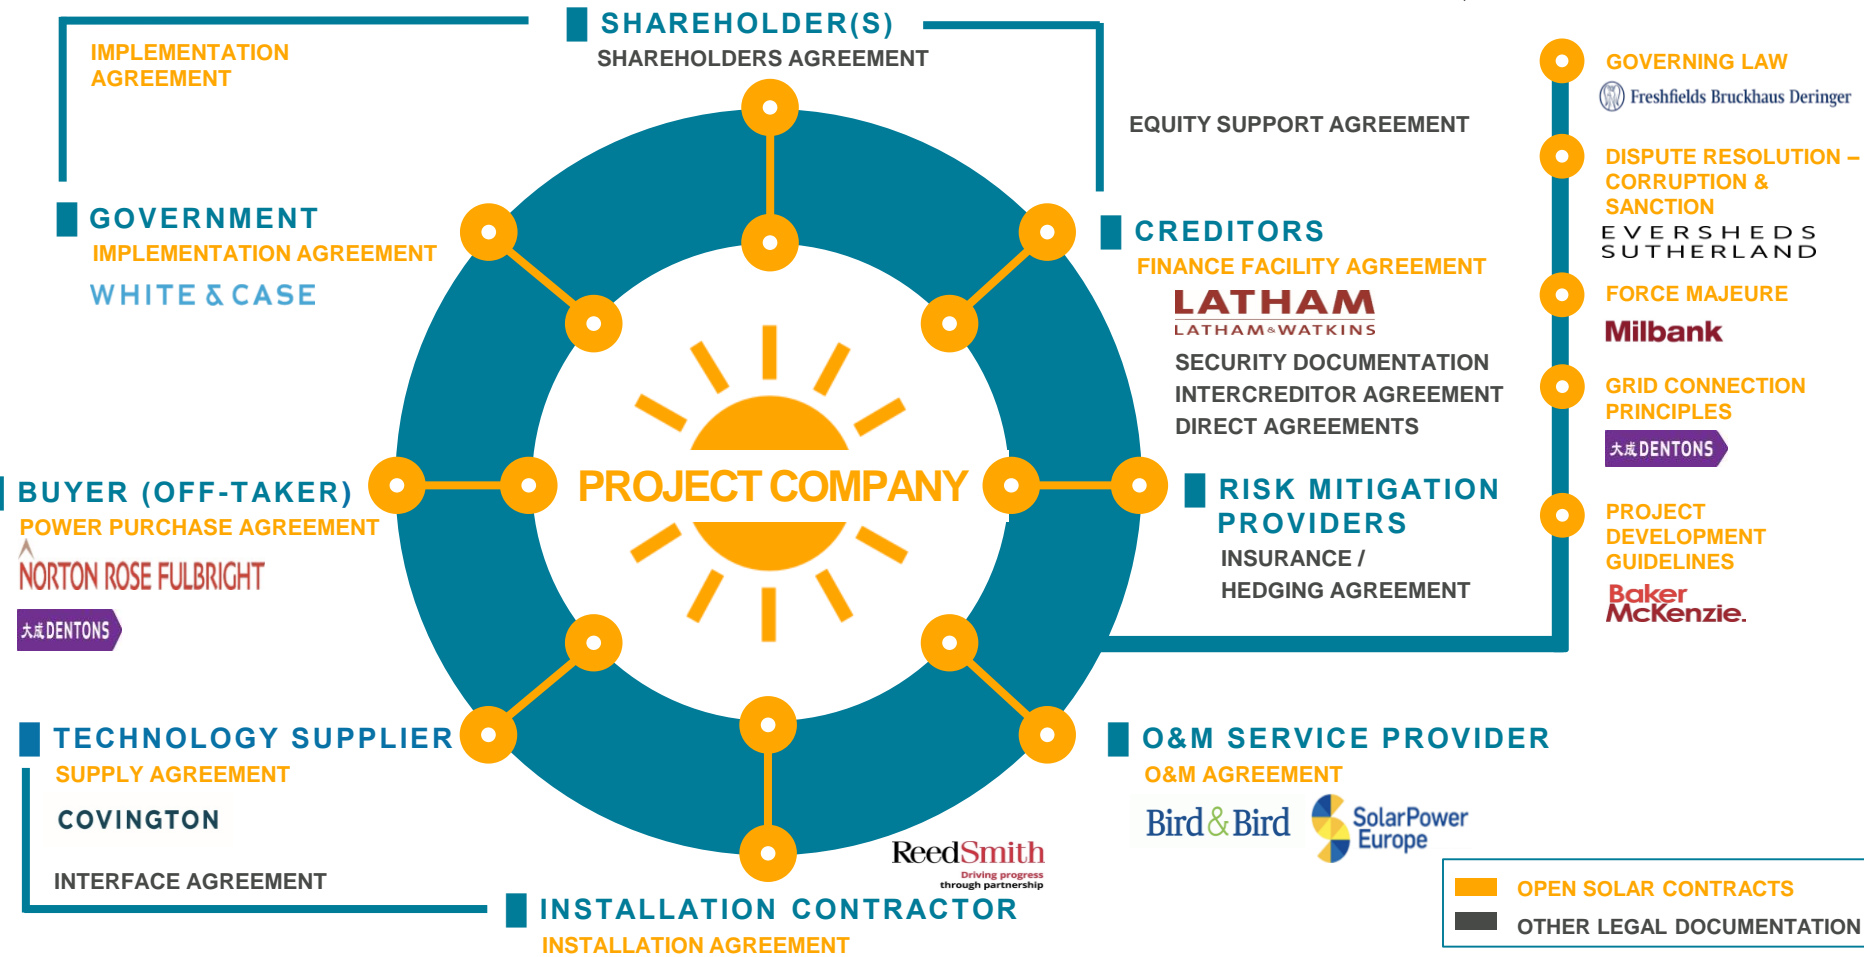 SHAREHOLDER(S)
SHAREHOLDERS AGREEMENT
IMPLEMENTATION
AGREEMENT
EQUITY SUPPORT AGREEMENT
GOVERNMENT
IMPLEMENTATION AGREEMENT
WHITE & CASE
CREDITORS
FINANCE FACILITY AGREEMENT
LATHAM
LATHAM&WATKINS
SECURITY DOCUMENTATION
INTERCREDITOR AGREEMENT
DIRECT AGREEMENTS
PROJECT COMPANY
BUYER (OFF-TAKER)
POWER PURCHASE AGREEMENT
NORTON ROSE FULBRIGHT
大成DENTONS
RISK MITIGATION
PROVIDERS
INSURANCE /
HEDGING AGREEMENT
TECHNOLOGY SUPPLIER
SUPPLY AGREEMENT
COVINGTON
INTERFACE AGREEMENT
O&M SERVICE PROVIDER
O&M AGREEMENT
Bird & Bird
SolarPower
Europe
ReedSmith
Driving progress
through partnership
INSTALLATION CONTRACTOR
INSTALLATION AGREEMENT
GOVERNING LAW
Freshfields Bruckhaus Deringer
DISPUTE RESOLUTION –
CORRUPTION &
SANCTION
EVERSHEDS
SUTHERLAND
FORCE MAJEURE
Milbank
GRID CONNECTION
PRINCIPLES
大成DENTONS
PROJECT
DEVELOPMENT
GUIDELINES
Baker
McKenzie.
OPEN SOLAR CONTRACTS
OTHER LEGAL DOCUMENTATION